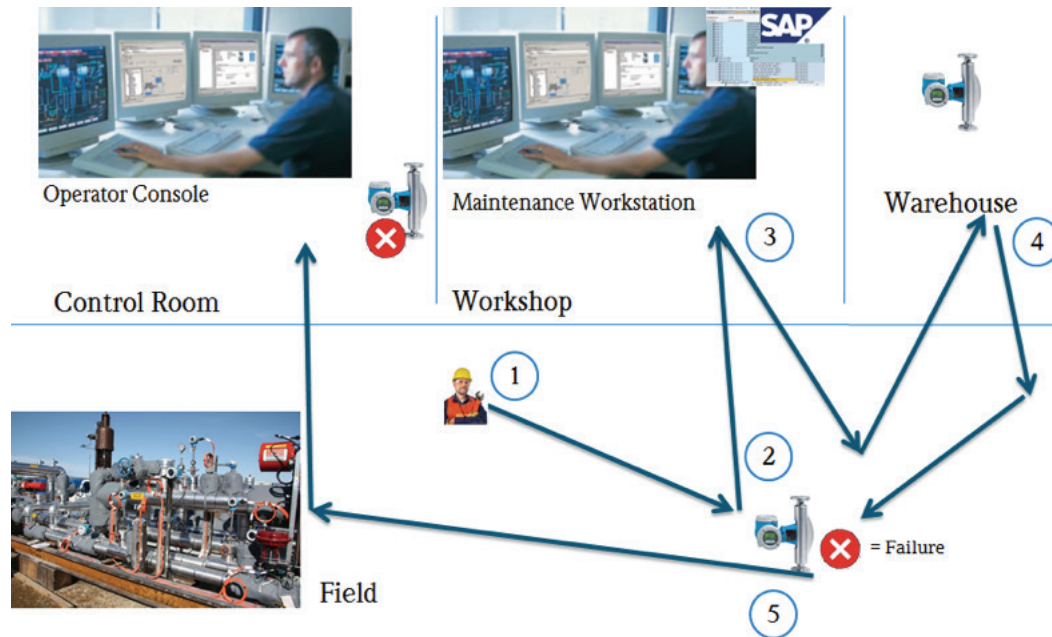 SAP
®
Operator Console
Maintenance Workstation
Warehouse
3
4
Control Room
Workshop
1
2
= Failure
Field
5